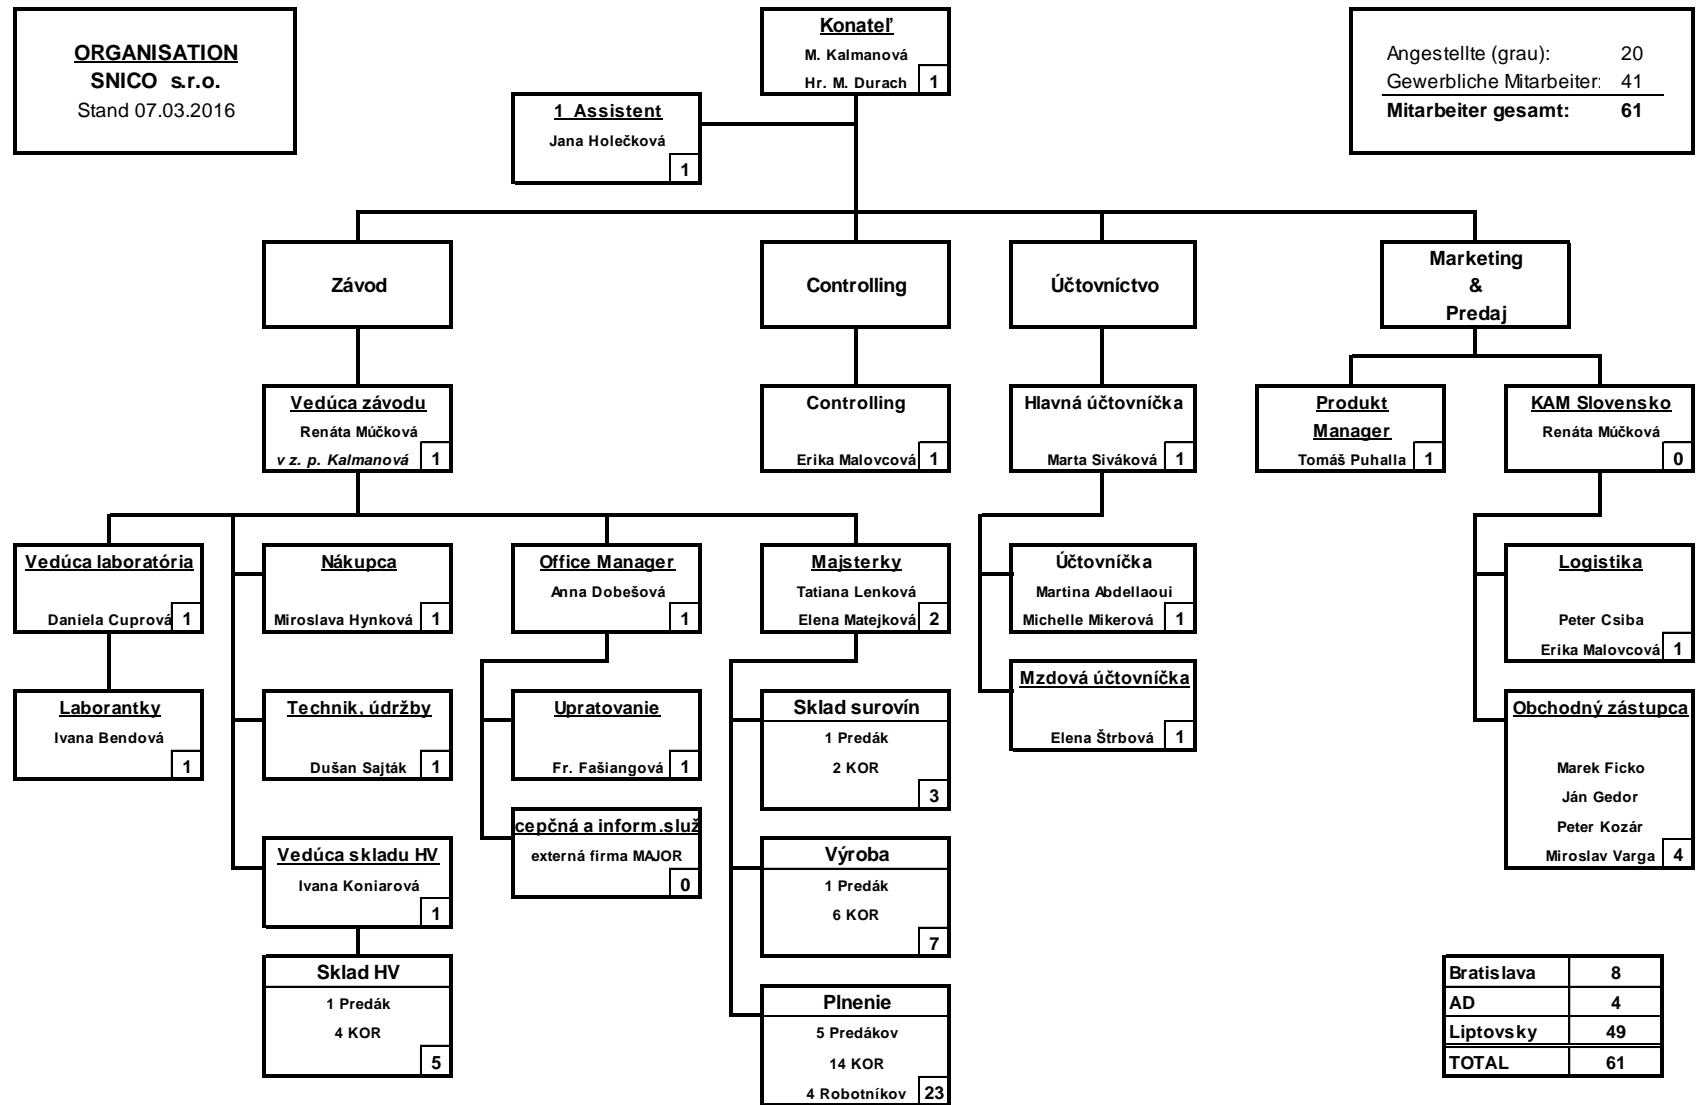 ORGANISATION
SNICO s.r.o.
Stand 07.03.2016
Konateľ
M. Kalmanová
Hr. M. Durach 1
Angestellte (grau): 20
Gewerbliche Mitarbeiter: 41
Mitarbeiter gesamt: 61
1 Assistent
Jana Holečková
1
Závod
Controlling
Účtovníctvo
Marketing
&
Predaj
Vedúca závodu
Renáta Múčková
v z. p. Kalmanová 1
Controlling
Erika Malovcová 1
Hlavná účtovníčka
Marta Siváková 1
Produkt
Manager
Tomáš Puhalla 1
KAM Slovensko
Renáta Múčková
0
Vedúca laboratória
Daniela Cuprová 1
Nákupca
Miroslava Hynková 1
Office Manager
Anna Dobešová
1
Majsterky
Tatiana Lenková
Elena Matejková 2
Účtovníčka
Martina Abdellaoui
Michelle Mikerová 1
Logistika
Peter Csiba
Erika Malovcová 1
Laborantky
Ivana Bendová
1
Technik, údržby
Dušan Sajták 1
Upratovanie
Fr. Fašiangová 1
Sklad surovín
1 Predák
2 KOR
3
Mzdová účtovníčka
Elena Štrbová 1
Obchodný zástupca
Marek Ficko
Ján Gedor
Peter Kozár
Miroslav Varga 4
Vedúca skladu HV
Ivana Koniarová
1
cepčná a inform.služ
externá firma MAJOR
0
Výroba
1 Predák
6 KOR
7
Sklad HV
1 Predák
4 KOR
5
Plnenie
5 Predákov
14 KOR
4 Robotníkov 23
Bratislava 8
AD 4
Liptovsky 49
TOTAL 61